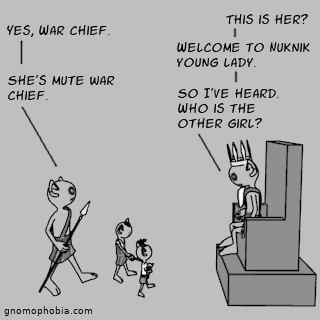 THIS IS HER?
YES, WAR CHIEF.
WELCOME TO NUKNIK
YOUNG LADY.
SHE'S MUTE WAR
CHIEF.
SO I'VE HEARD.
WHO IS THE
OTHER GIRL?
gnomophobia.com